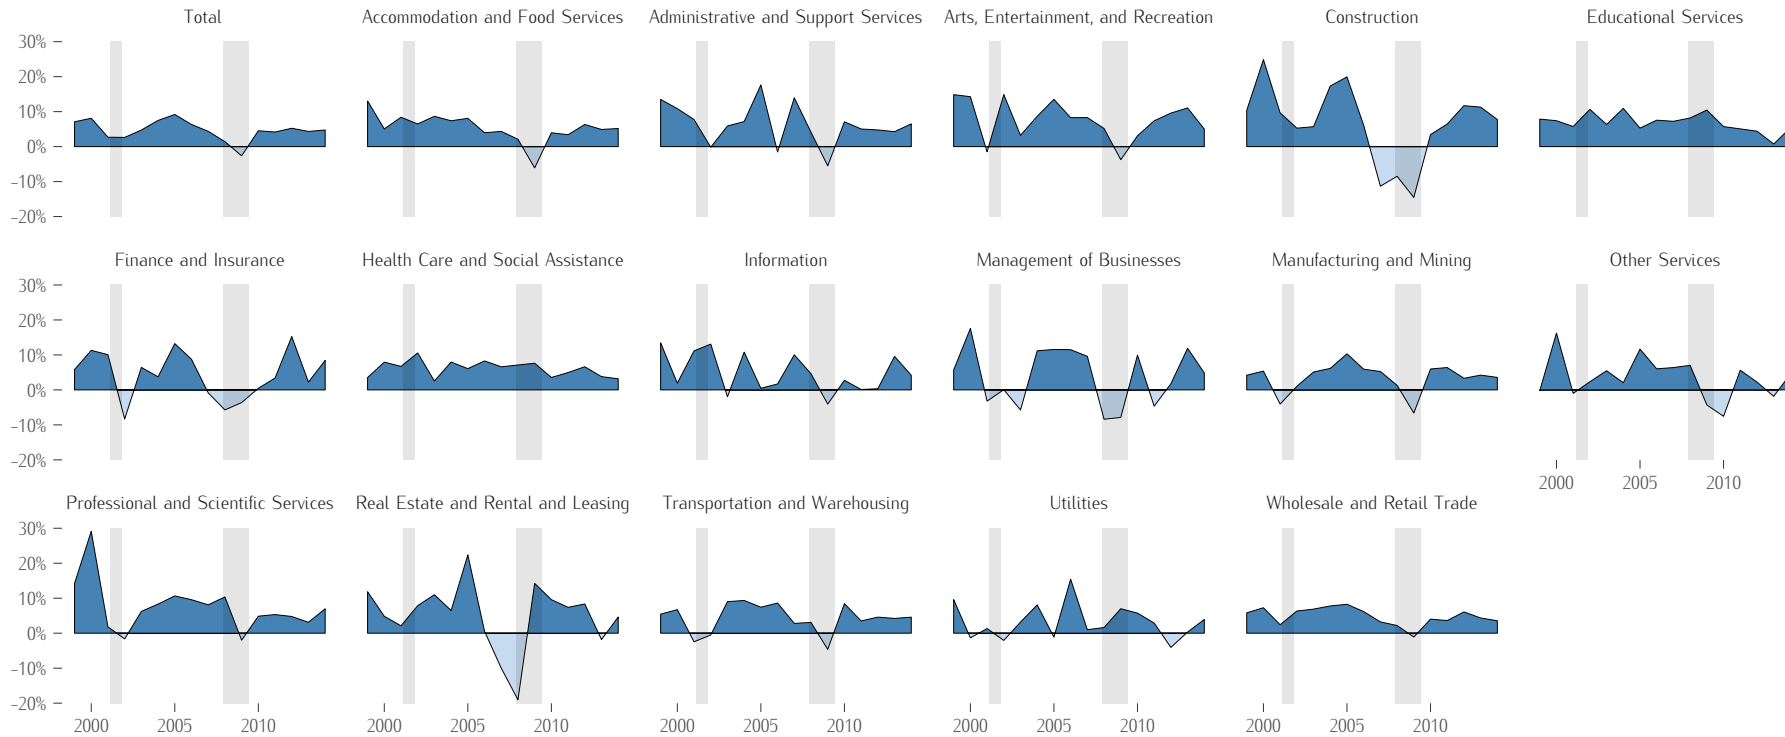 Total
Accommodation and Food Services
Administrative and Support Services
Arts, Entertainment, and Recreation
Construction
Educational Services
30%
20%
10%
0%
−10%
−20%
Finance and Insurance
Health Care and Social Assistance
Information
Management of Businesses
Manufacturing and Mining
Other Services
30%
20%
10%
0%
−10%
−20%
2000 2005 2010
Professional and Scientific Services
Real Estate and Rental and Leasing
Transportation and Warehousing
Utilities
Wholesale and Retail Trade
30%
20%
10%
0%
−10%
−20%
2000 2005 2010
2000 2005 2010
2000 2005 2010
2000 2005 2010
2000 2005 2010